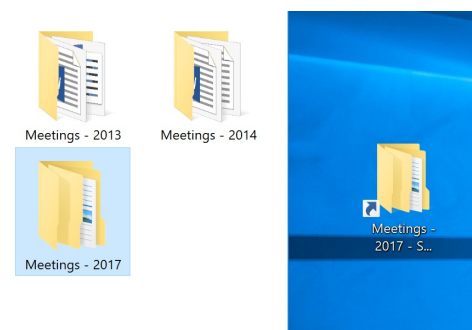 Meetings - 2013
Meetings - 2014
Meetings - 2017
Meetings -
2017 - S...